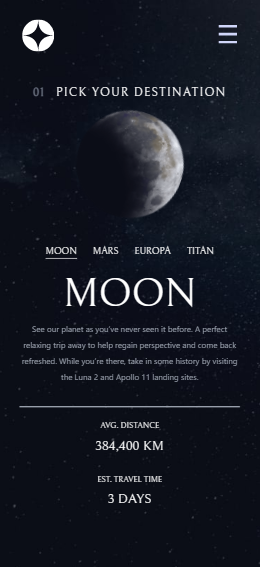 01 PICK YOUR DESTINATION
MOON MARS EUROPA TITAN
MOON
See our planet as you've never seen it before. A perfect
relaxing trip away to help regain perspective and come back
refreshed. While you're there, take in some history by visiting
the Luna 2 and Apollo 11 landing sites.
AVG. DISTANCE
384,400 KM
EST. TRAVEL TIME
3 DAYS